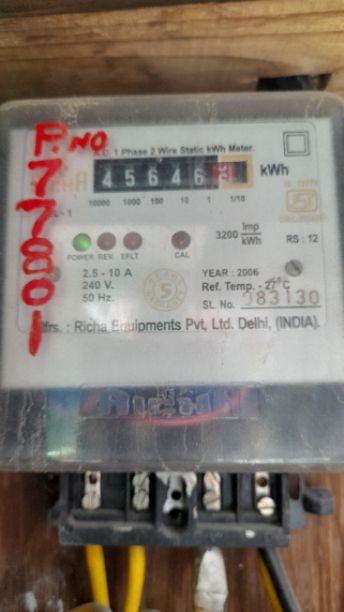 P.NO
77801
A.C. 1 Phase 2 Wire Static kWh Meter.
45646 kWh
10000 1000 100 10 1 1/10
3200 imp/kWh RS : 12
POWER REV. EFLT CAL
2.5 - 10 A
240 V.
50 Hz.
5
YEAR : 2006
Ref. Temp. - 27°C
SL. No. 083130
Mfrs. : Richa Equipments Pvt, Ltd. Delhi, (INDIA).